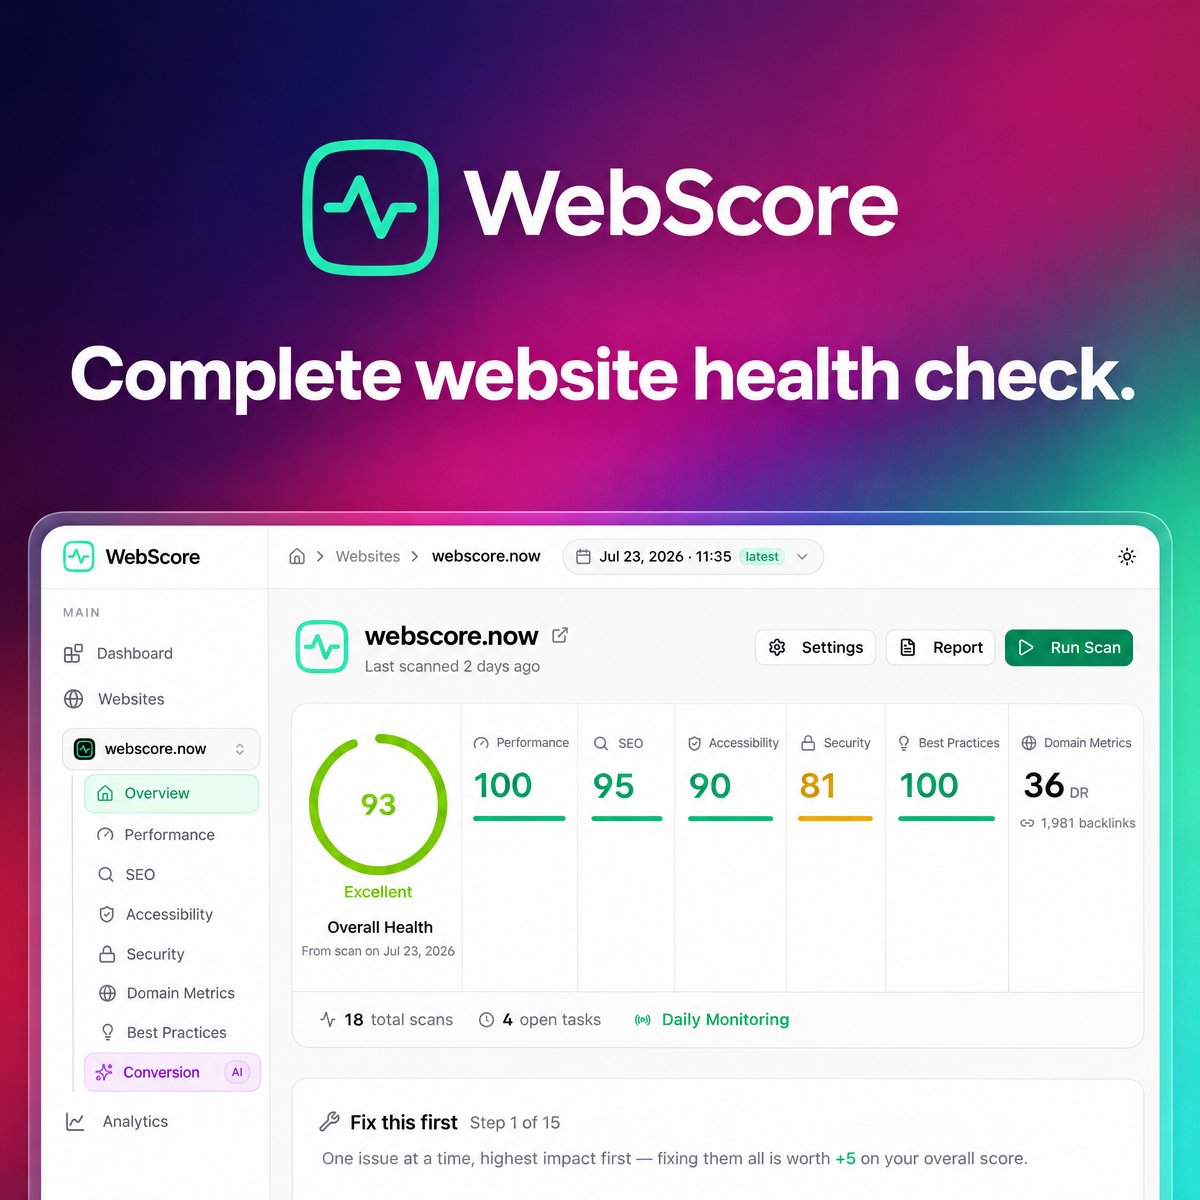 WebScore
Complete website health check.
WebScore
Websites
webscore.now
Jul 23, 2026 · 11:35
latest
MAIN
Dashboard
Websites
webscore.now
Overview
Performance
SEO
Accessibility
Security
Domain Metrics
Best Practices
Conversion AI
Analytics
webscore.now
Last scanned 2 days ago
Settings
Report
Run Scan
93
Excellent
Overall Health
From scan on Jul 23, 2026
Performance
100
SEO
95
Accessibility
90
Security
81
Best Practices
100
Domain Metrics
36 DR
1,981 backlinks
18 total scans
4 open tasks
Daily Monitoring
Fix this first Step 1 of 15
One issue at a time, highest impact first — fixing them all is worth +5 on your overall score.